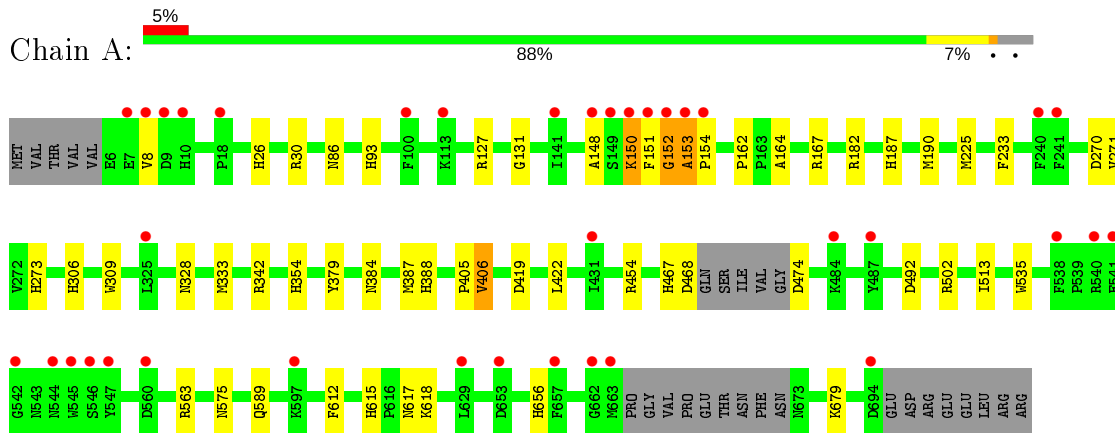 5%
Chain A:
88%
7%
MET VAL THR VAL VAL E6 E7 V8 D9 H10 P18 H26 R30 N86 H93 F100 K113 R127 G131 I141 A148 S149 K150 F151 G152 A153 P154 P162 P163 A164 R167 R182 H187 M190 M225 F233 F240 F241 D270
V272 H273 H306 W309 L325 N328 M333 R342 H354 Y379 N384 M387 H388 P405 V406 D419 L422 I431 R454 H467 D468 GLN SER ILE VAL GLY D474 K484 Y487 D492 R502 I513 W535 F538 P539 R540
G542 N543 N544 W545 S546 Y547 D560 R563 N575 Q589 K597 F612 H615 P616 N617 K618 L629 D653 H656 F657 G662 M663 PRO GLY VAL PRO GLU THR ASN PHE ASN N673 K679 D694 GLU ASP ARG GLU GLU LEU ARG ARG